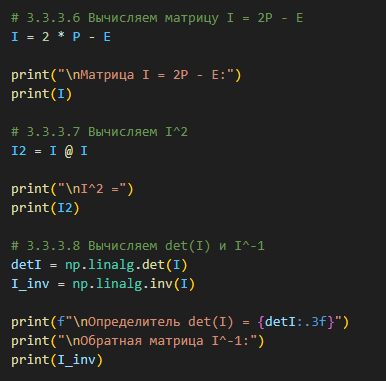 # 3.3.3.6 Вычисляем матрицу I = 2P - E
I = 2 * P - E
print("\nМатрица I = 2P - E:")
print(I)
# 3.3.3.7 Вычисляем I^2
I2 = I @ I
print("\nI^2 =")
print(I2)
# 3.3.3.8 Вычисляем det(I) и I^-1
detI = np.linalg.det(I)
I_inv = np.linalg.inv(I)
print(f"\nОпределитель det(I) = {detI:.3f}")
print("\nОбратная матрица I^-1:")
print(I_inv)